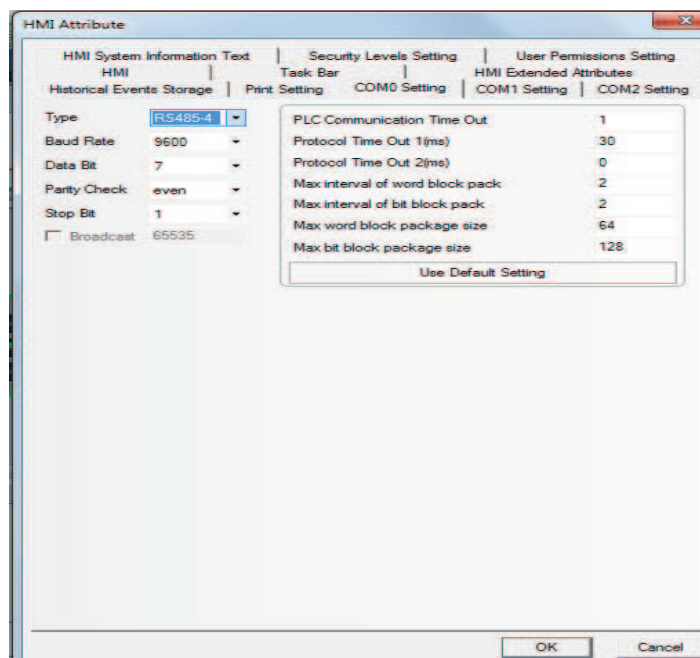 HMI Attribute
HMI System Information Text | Security Levels Setting | User Permissions Setting
HMI | Task Bar | HMI Extended Attributes
Historical Events Storage | Print Setting COM0 Setting | COM1 Setting | COM2 Setting
Type RS485-4
Baud Rate 9600
Data Bit 7
Parity Check even
Stop Bit 1
Broadcast 65535
PLC Communication Time Out 1
Protocol Time Out 1(ms) 30
Protocol Time Out 2(ms) 0
Max interval of word block pack 2
Max interval of bit block pack 2
Max word block package size 64
Max bit block package size 128
Use Default Setting
OK Cancel